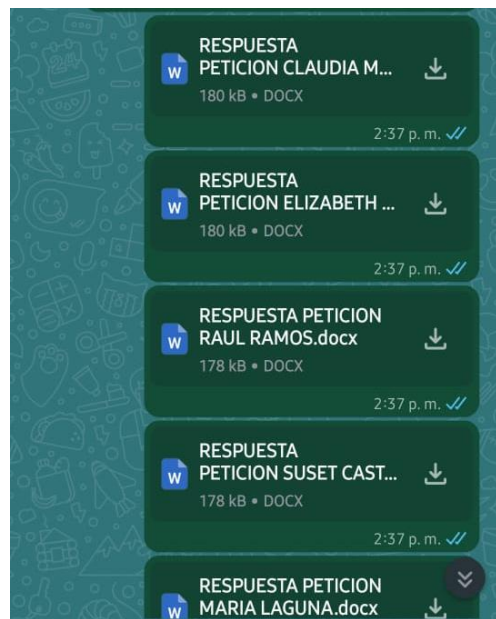 RESPUESTA
PETICION CLAUDIA M...
180 kB • DOCX
2:37 p. m.
RESPUESTA
PETICION ELIZABETH ...
180 kB • DOCX
2:37 p. m.
RESPUESTA PETICION
RAUL RAMOS.docx
178 kB • DOCX
2:37 p. m.
RESPUESTA
PETICION SUSET CAST...
178 kB • DOCX
2:37 p. m.
RESPUESTA PETICION
MARIA LAGUNA.docx